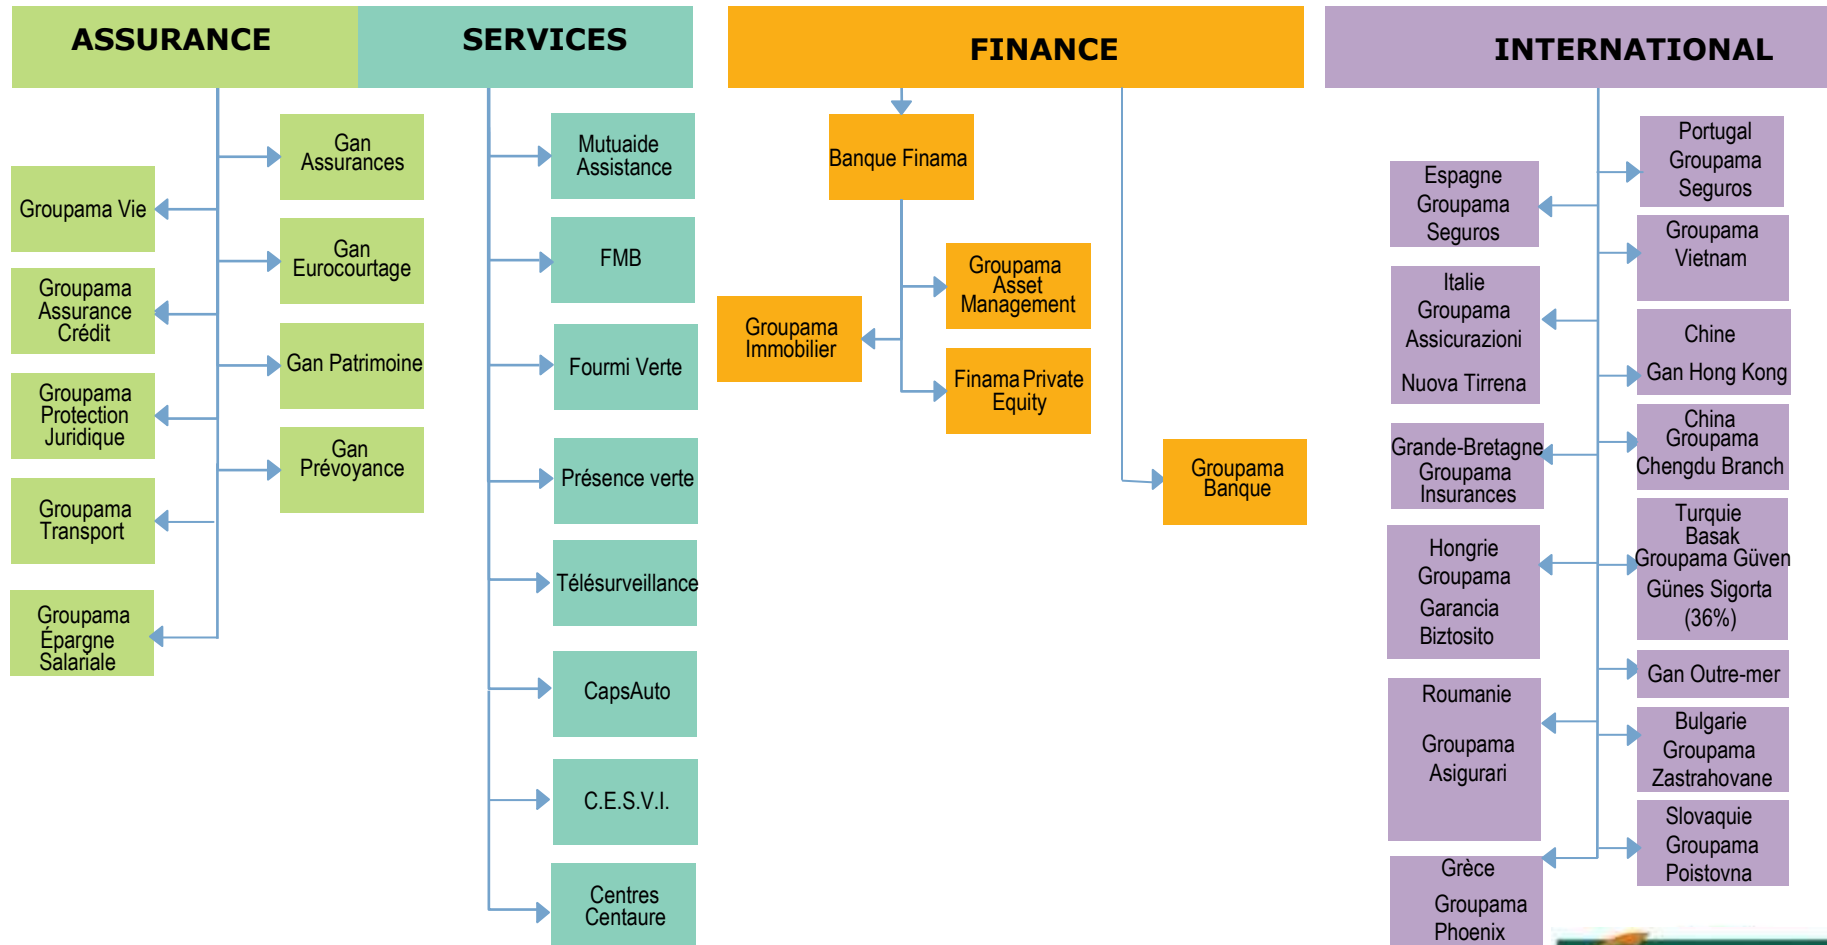 ASSURANCE
SERVICES
FINANCE
INTERNATIONAL
Groupama Vie
Groupama
Assurance
Crédit
Groupama
Protection
Juridique
Groupama
Transport
Groupama
Épargne
Salariale
Gan
Assurances
Gan
Eurocourtage
Gan Patrimoine
Gan
Prévoyance
Mutuaide
Assistance
FMB
Fourmi Verte
Présence verte
Télésurveillance
CapsAuto
C.E.S.V.I.
Centres
Centaure
Banque Finama
Groupama
Asset
Management
Groupama
Immobilier
Finama Private
Equity
Groupama
Banque
Espagne
Groupama
Seguros
Italie
Groupama
Assicurazioni
Nuova Tirrena
Grande-Bretagne
Groupama
Insurances
Hongrie
Groupama
Garancia
Biztosito
Roumanie
Groupama
Asigurari
Grèce
Groupama
Phoenix
Portugal
Groupama
Seguros
Groupama
Vietnam
Chine
Gan Hong Kong
China
Groupama
Chengdu Branch
Turquie
Basak
Groupama Güven
Günes Sigorta
(36%)
Gan Outre-mer
Bulgarie
Groupama
Zastrahovane
Slovaquie
Groupama
Poistovna